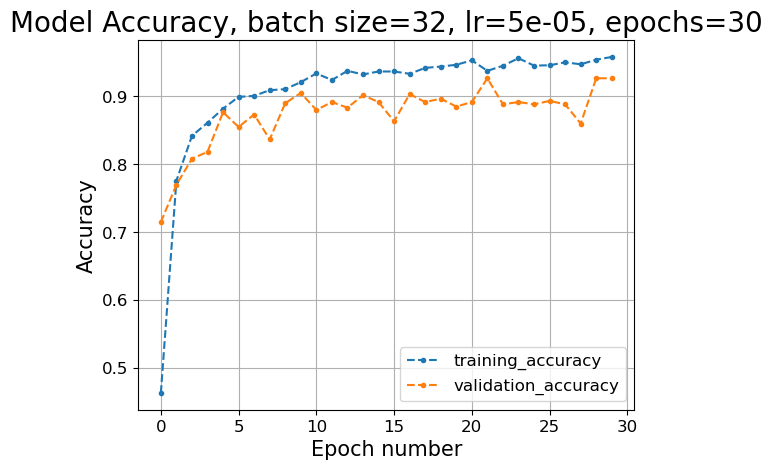 Model Accuracy, batch size=32, lr=5e-05, epochs=30
Accuracy
0.9
0.8
0.7
0.6
0.5
training_accuracy
validation_accuracy
0 5 10 15 20 25 30
Epoch number